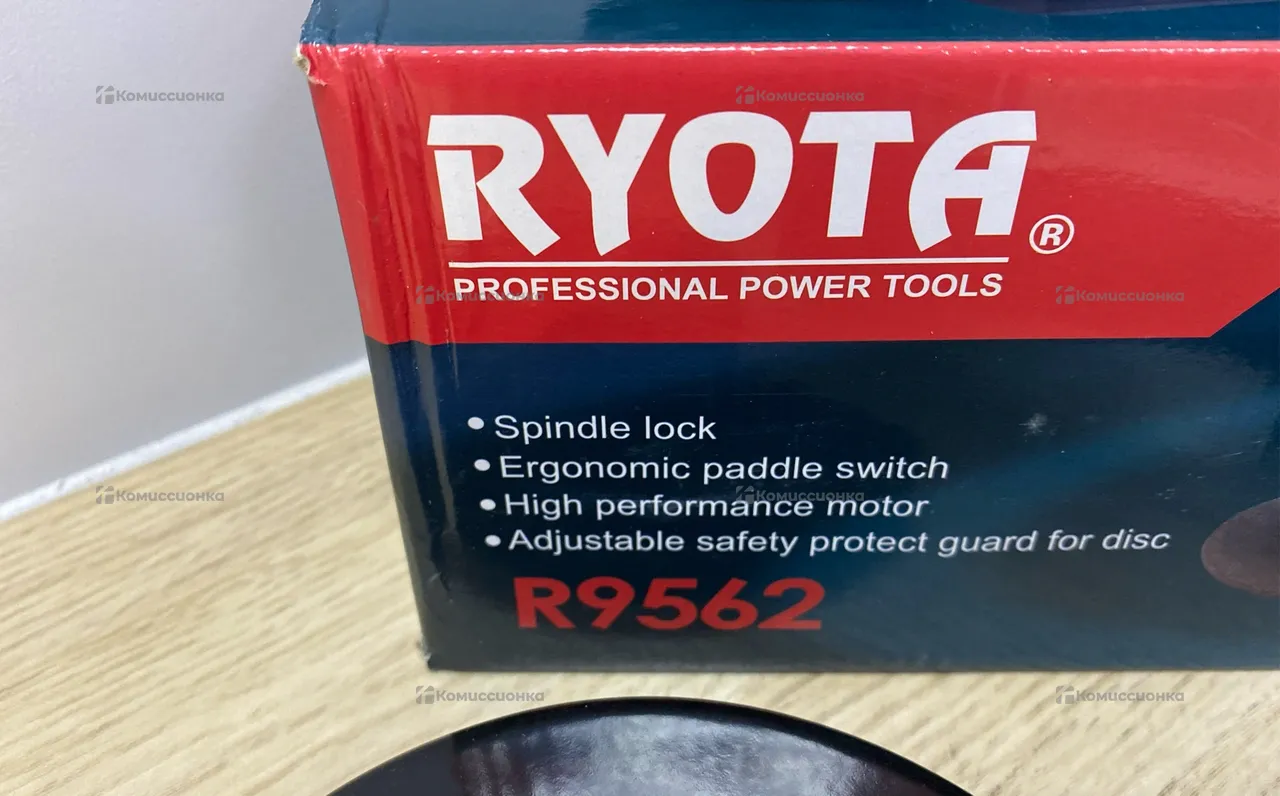 RYOTA®
PROFESSIONAL POWER TOOLS
• Spindle lock
• Ergonomic paddle switch
• High performance motor
• Adjustable safety protect guard for disc
R9562
Комиссионка
Комиссионка
Комиссионка
Комиссионка
Комиссионка
Комиссионка
Комиссионка
Комиссионка